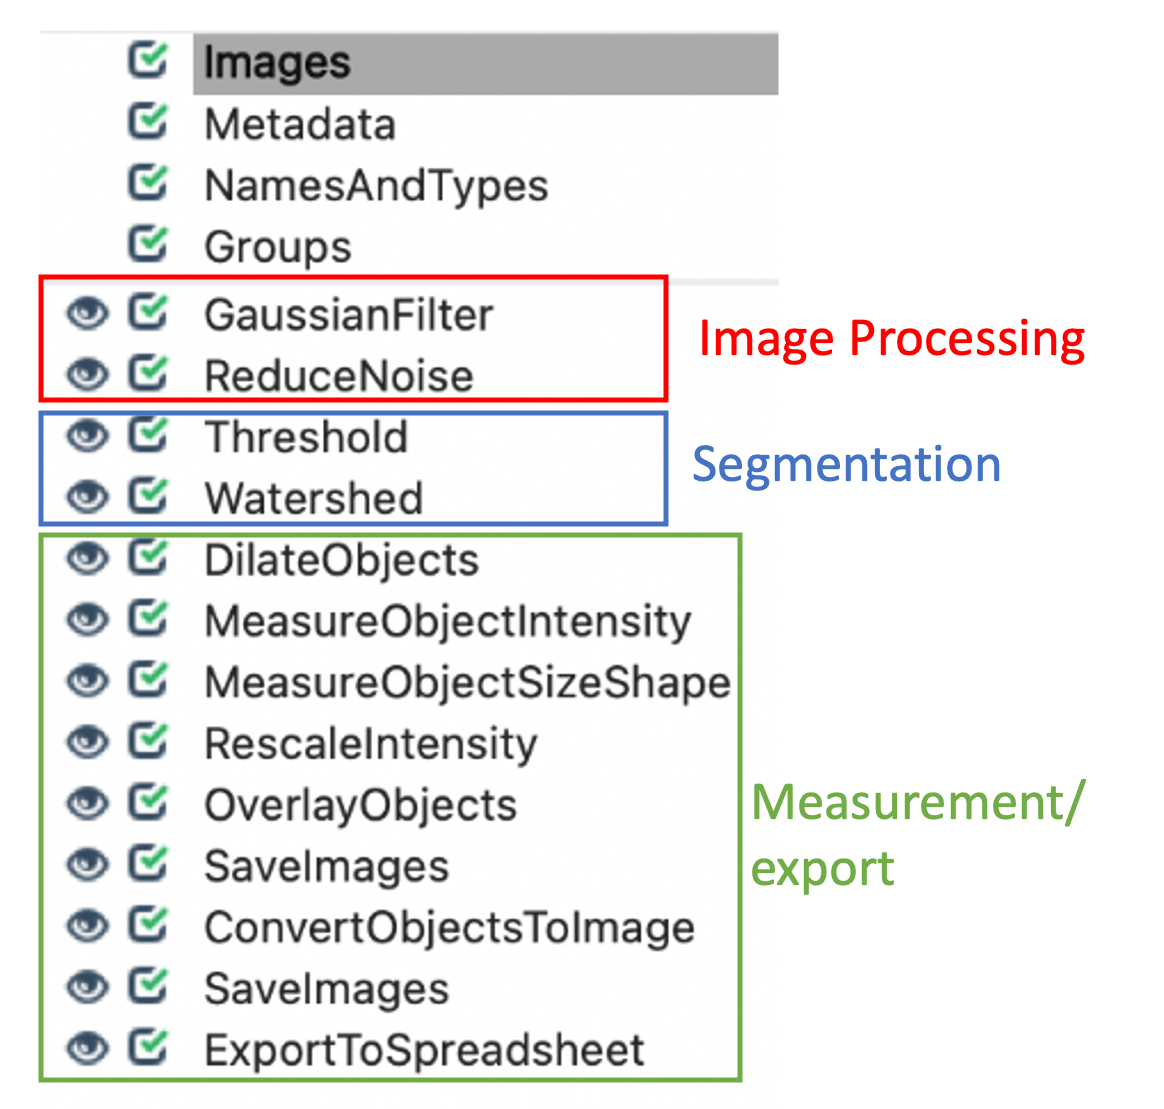 Images
Metadata
NamesAndTypes
Groups
GaussianFilter
ReduceNoise
Image Processing
Threshold
Watershed
Segmentation
DilateObjects
MeasureObjectIntensity
MeasureObjectSizeShape
RescaleIntensity
OverlayObjects
SaveImages
ConvertObjectsToImage
SaveImages
ExportToSpreadsheet
Measurement/
export